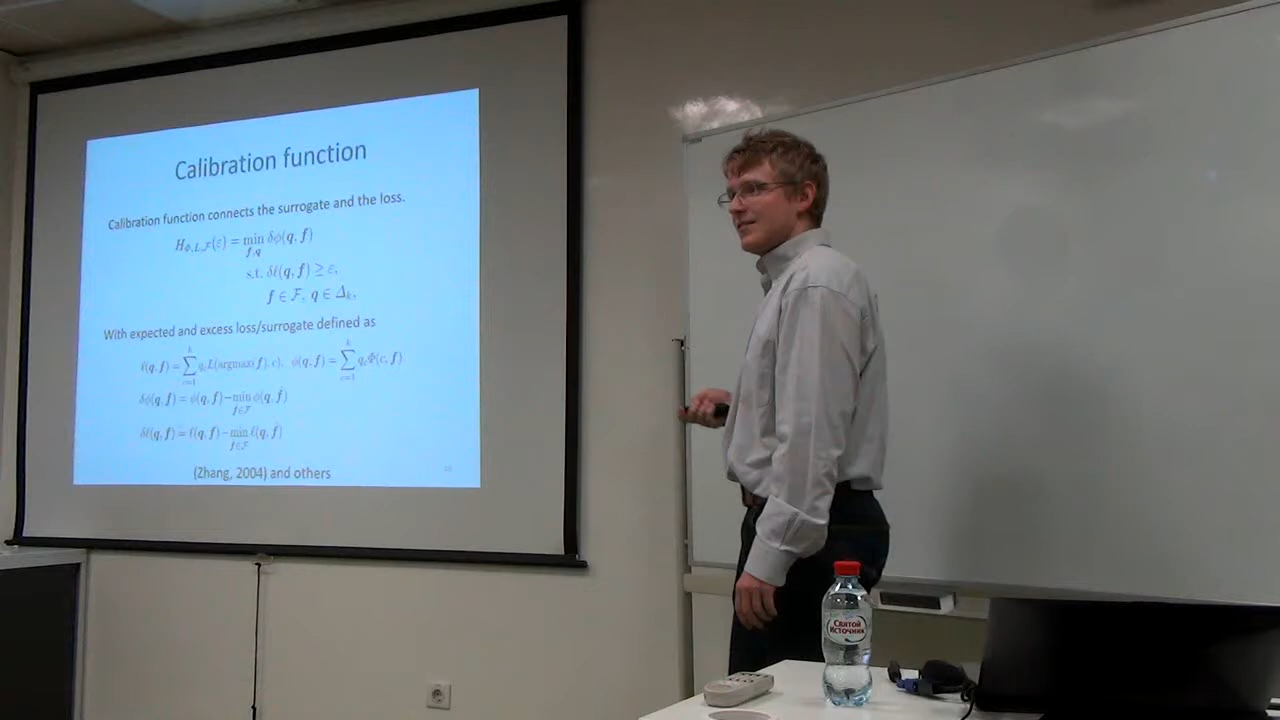 Calibration function
Calibration function connects the surrogate and the loss.
H_{Φ,L,ℱ}(ε) = min_{f,q} δϕ(q, f)
s.t. δℓ(q, f) ≥ ε,
f ∈ ℱ, q ∈ Δ_k,
With expected and excess loss/surrogate defined as
ℓ(q, f) = ∑_{c=1}^{k} q_c L(argmax(f), c), ϕ(q, f) = ∑_{c=1}^{k} q_c Φ(c, f)
δϕ(q, f) = ϕ(q, f) − min_{f̂∈ℱ} ϕ(q, f̂)
δℓ(q, f) = ℓ(q, f) − min_{f̂∈ℱ} ℓ(q, f̂)
(Zhang, 2004) and others
Святой
Источник